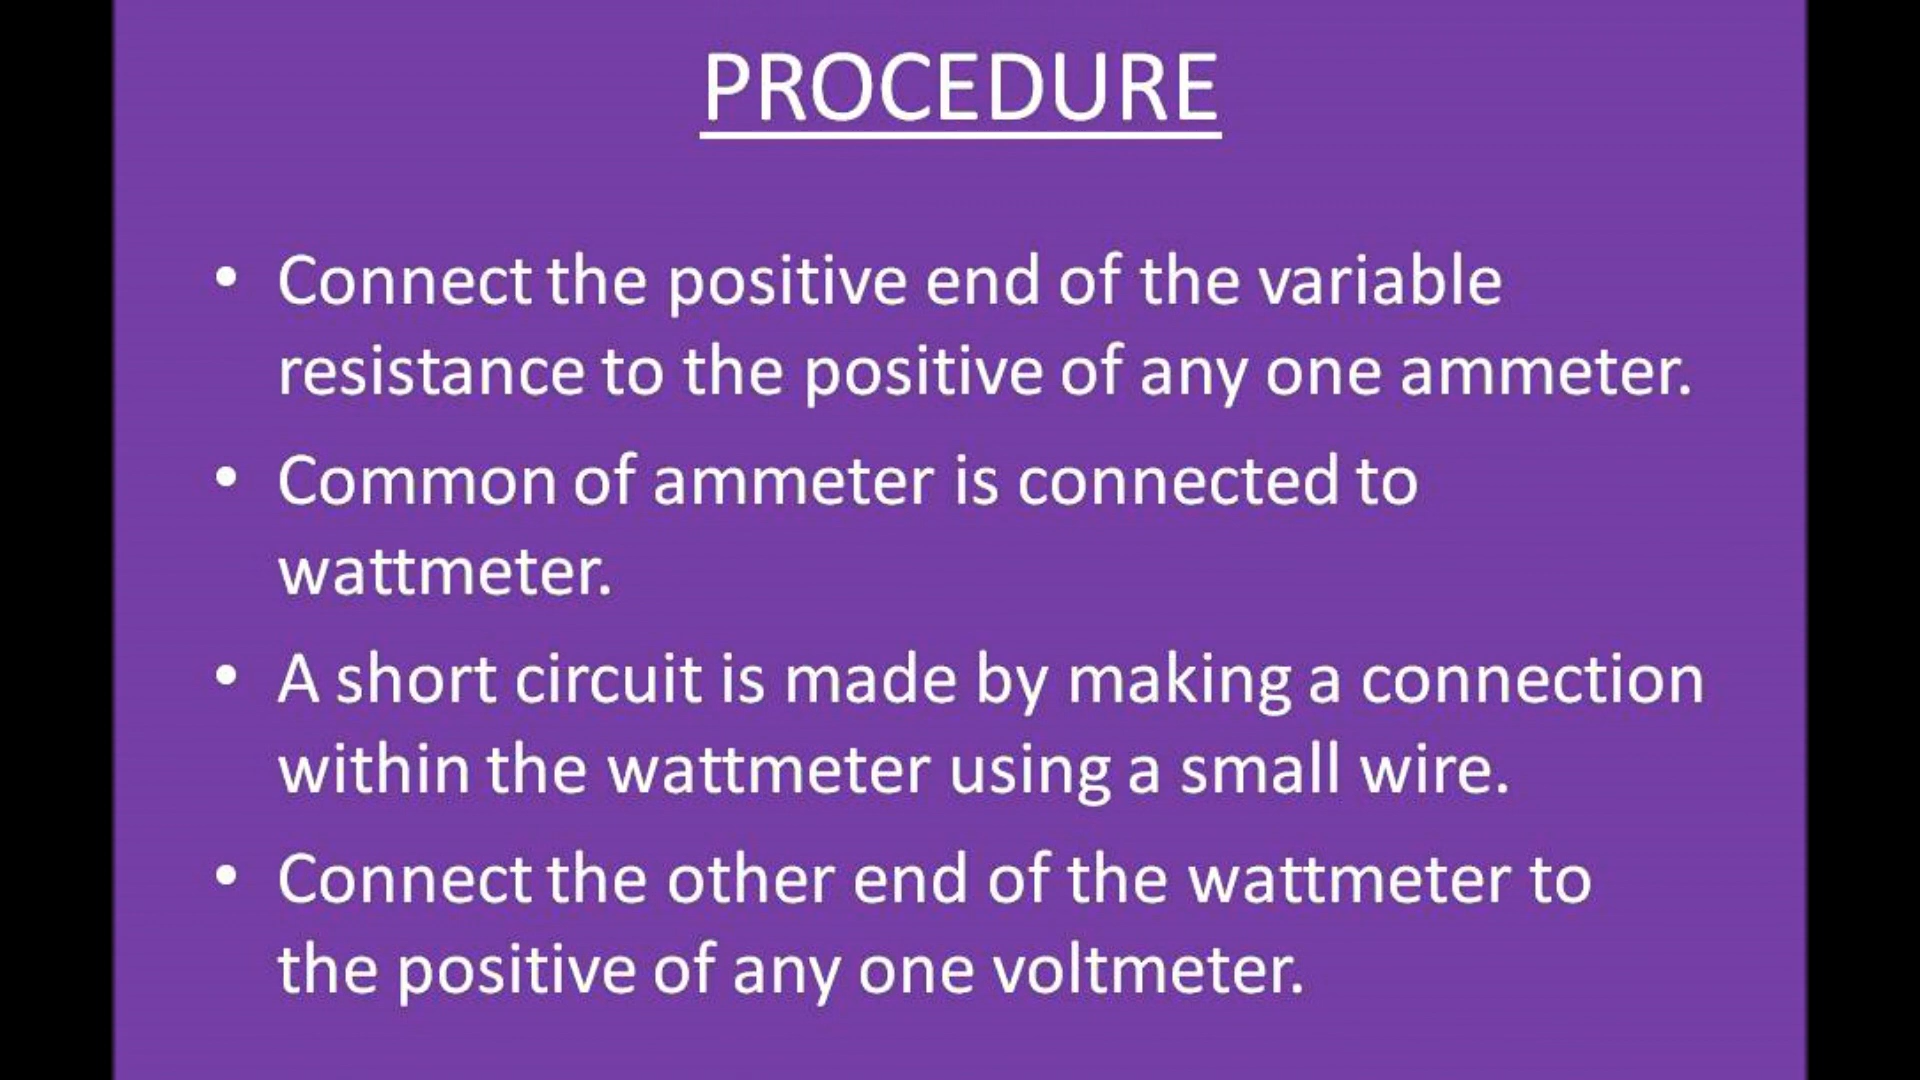 PROCEDURE
• Connect the positive end of the variable
resistance to the positive of any one ammeter.
• Common of ammeter is connected to
wattmeter.
• A short circuit is made by making a connection
within the wattmeter using a small wire.
• Connect the other end of the wattmeter to
the positive of any one voltmeter.